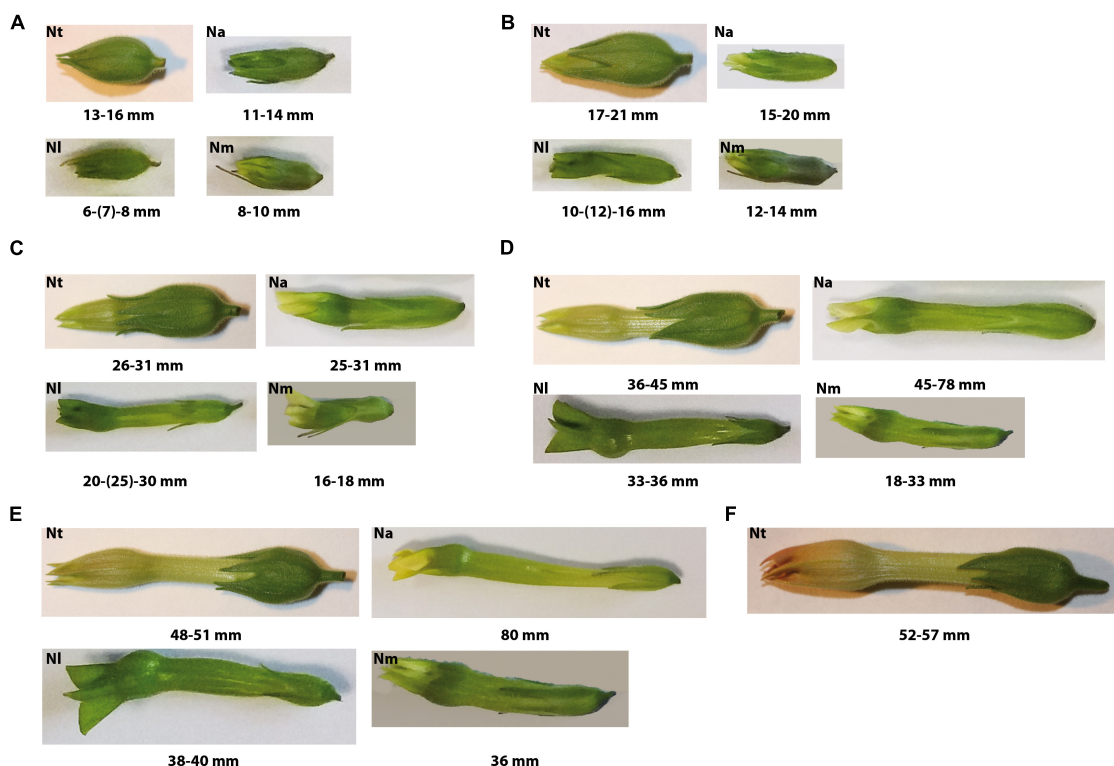 A
Nt
Na
13-16 mm
11-14 mm
Nl
Nm
6-(7)-8 mm
8-10 mm
B
Nt
Na
17-21 mm
15-20 mm
Nl
Nm
10-(12)-16 mm
12-14 mm
C
Nt
Na
26-31 mm
25-31 mm
Nl
Nm
20-(25)-30 mm
16-18 mm
D
Nt
Na
36-45 mm
45-78 mm
Nl
Nm
33-36 mm
18-33 mm
E
Nt
Na
48-51 mm
80 mm
Nl
Nm
38-40 mm
36 mm
F
Nt
52-57 mm